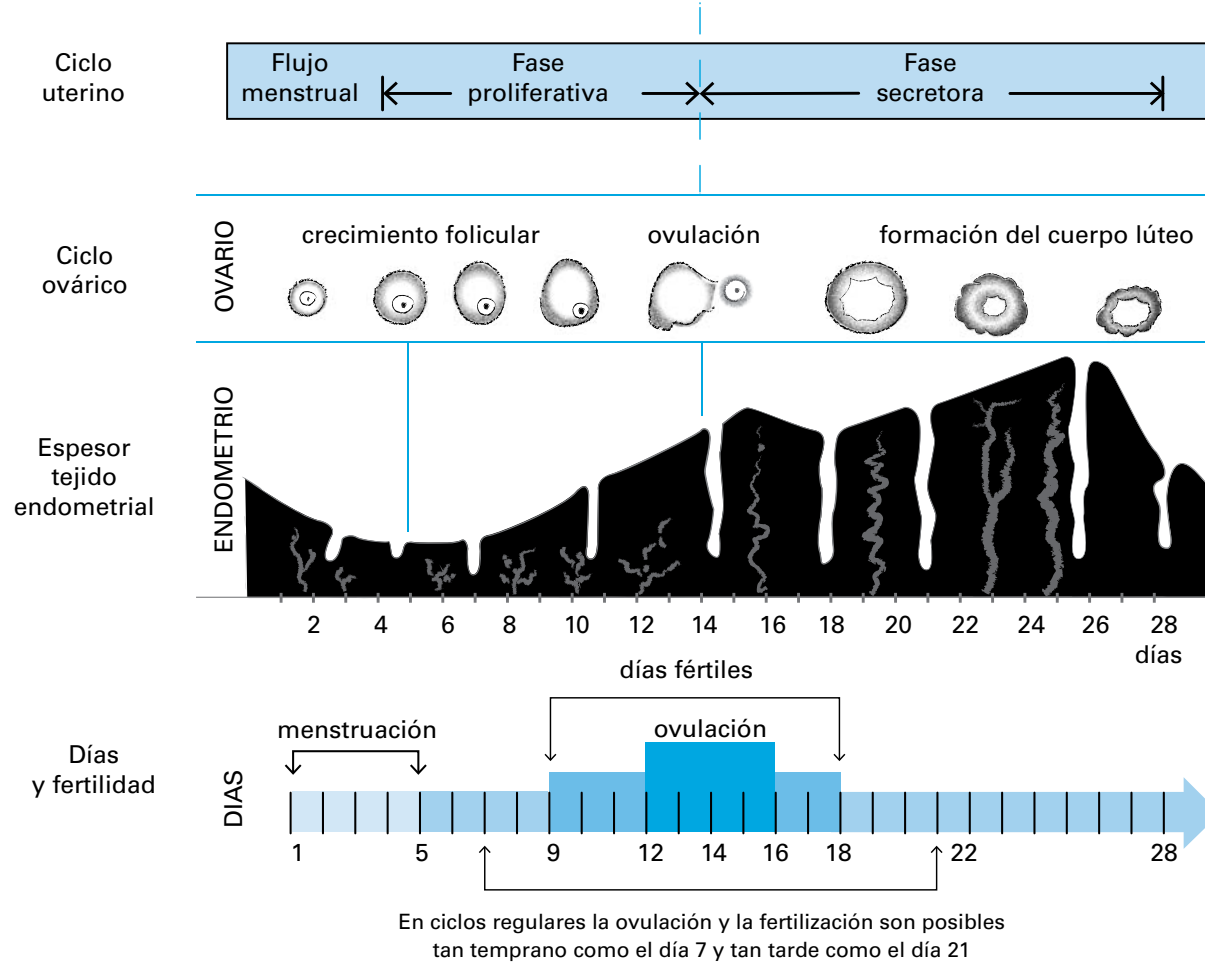 Ciclo
uterino
Flujo
menstrual
Fase
proliferativa
Fase
secretora
Ciclo
ovárico
OVARIO
crecimiento folicular
ovulación
formación del cuerpo lúteo
Espesor
tejido
endometrial
ENDOMETRIO
2 4 6 8 10 12 14 16 18 20 22 24 26 28
días
Días
y fertilidad
DIAS
días fértiles
menstruación
ovulación
1 5 9 12 14 16 18 22 28
En ciclos regulares la ovulación y la fertilización son posibles
tan temprano como el día 7 y tan tarde como el día 21